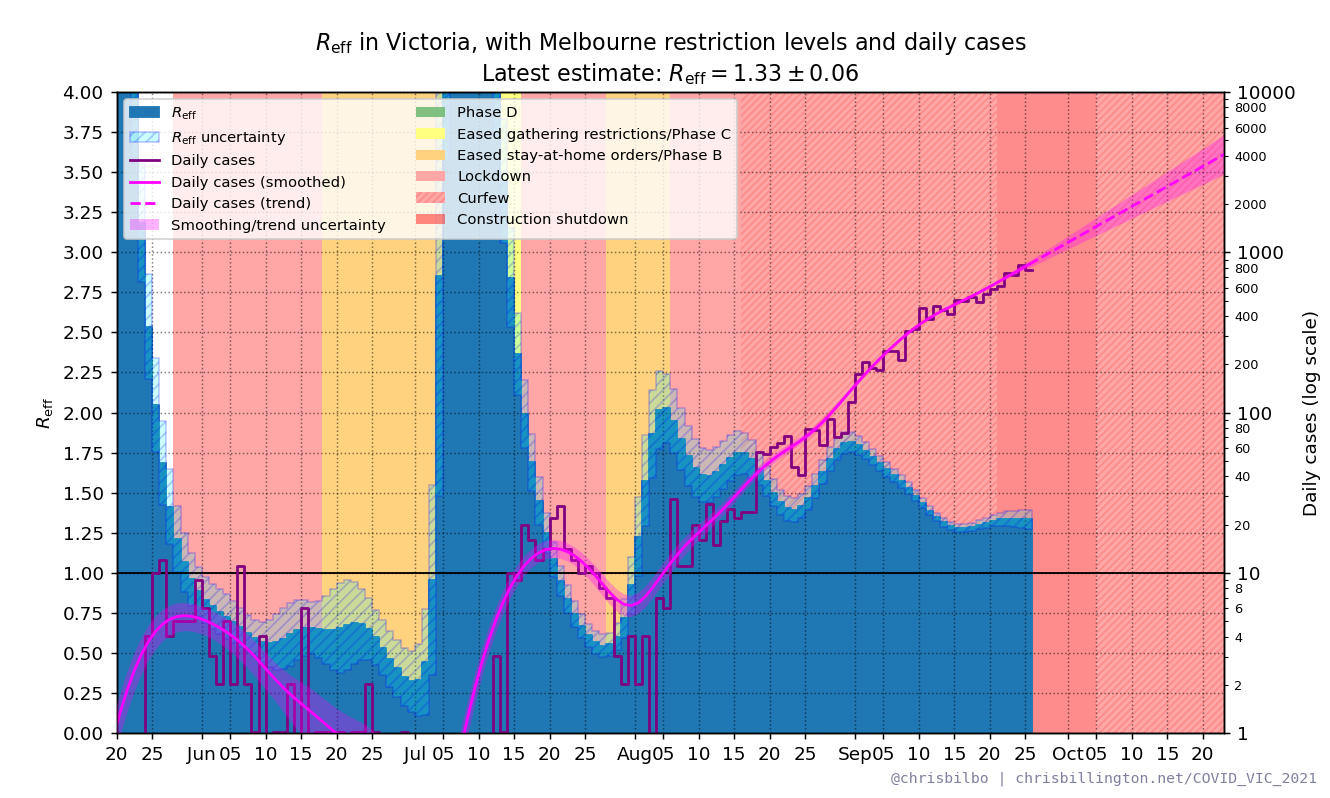 R_eff in Victoria, with Melbourne restriction levels and daily cases
Latest estimate: R_eff = 1.33 ± 0.06
R_eff
R_eff uncertainty
Daily cases
Daily cases (smoothed)
Daily cases (trend)
Smoothing/trend uncertainty
Phase D
Eased gathering restrictions/Phase C
Eased stay-at-home orders/Phase B
Lockdown
Curfew
Construction shutdown
4.00
3.75
3.50
3.25
3.00
2.75
2.50
2.25
2.00
1.75
1.50
1.25
1.00
0.75
0.50
0.25
0.00
R_eff
10000
8000
6000
4000
2000
1000
800
600
400
200
100
80
60
40
20
10
8
6
4
2
1
Daily cases (log scale)
20 25 Jun 05 10 15 20 25 Jul 05 10 15 20 25 Aug 05 10 15 20 25 Sep 05 10 15 20 25 Oct 05 10 15 20
@chrisbilbo | chrisbillington.net/COVID_VIC_2021